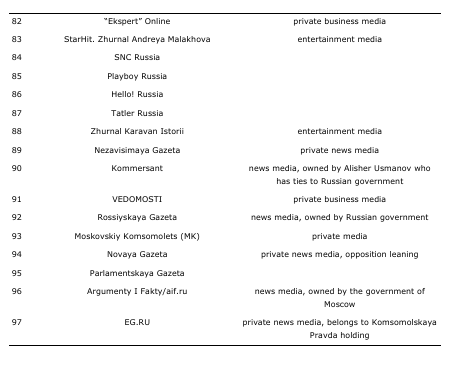 82 “Ekspert” Online private business media
83 StarHit. Zhurnal Andreya Malakhova entertainment media
84 SNC Russia
85 Playboy Russia
86 Hello! Russia
87 Tatler Russia
88 Zhurnal Karavan Istorii entertainment media
89 Nezavisimaya Gazeta private news media
90 Kommersant news media, owned by Alisher Usmanov who
has ties to Russian government
91 VEDOMOSTI private business media
92 Rossiyskaya Gazeta news media, owned by Russian government
93 Moskovskiy Komsomolets (MK) private media
94 Novaya Gazeta private news media, opposition leaning
95 Parlamentskaya Gazeta
96 Argumenty I Fakty/aif.ru news media, owned by the government of
Moscow
97 EG.RU private news media, belongs to Komsomolskaya
Pravda holding